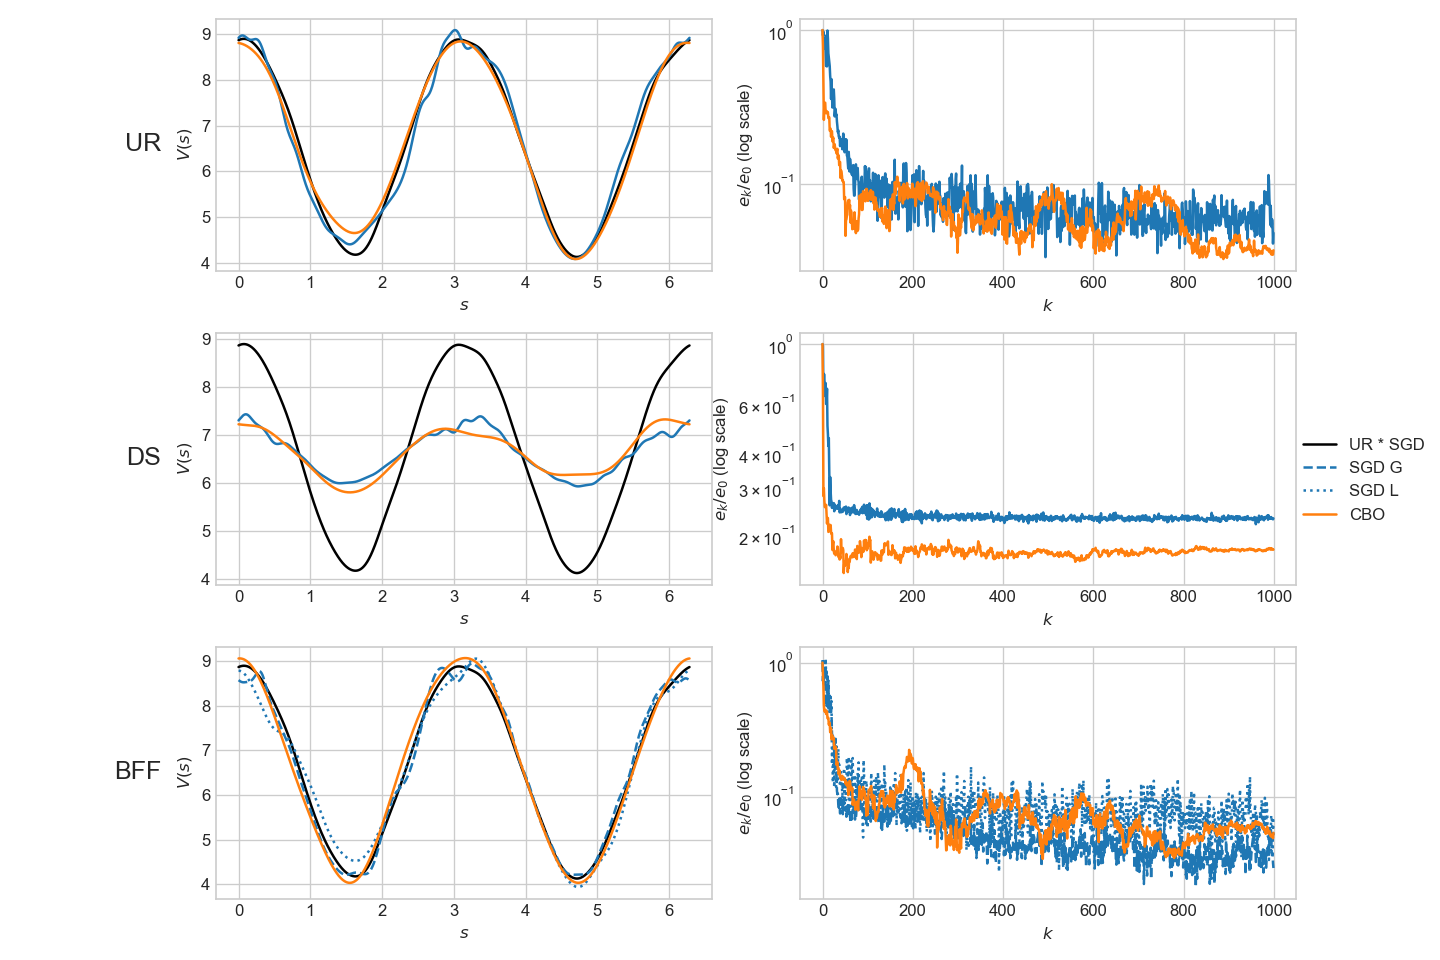 UR
V(s)
9
8
7
6
5
4
0 1 2 3 4 5 6
s
e_k/e_0 (log scale)
10^0
10^−1
0 200 400 600 800 1000
k
DS
V(s)
9
8
7
6
5
4
0 1 2 3 4 5 6
s
e_k/e_0 (log scale)
10^0
6 × 10^−1
4 × 10^−1
3 × 10^−1
2 × 10^−1
0 200 400 600 800 1000
k
UR * SGD
SGD G
SGD L
CBO
BFF
V(s)
9
8
7
6
5
4
0 1 2 3 4 5 6
s
e_k/e_0 (log scale)
10^0
10^−1
0 200 400 600 800 1000
k